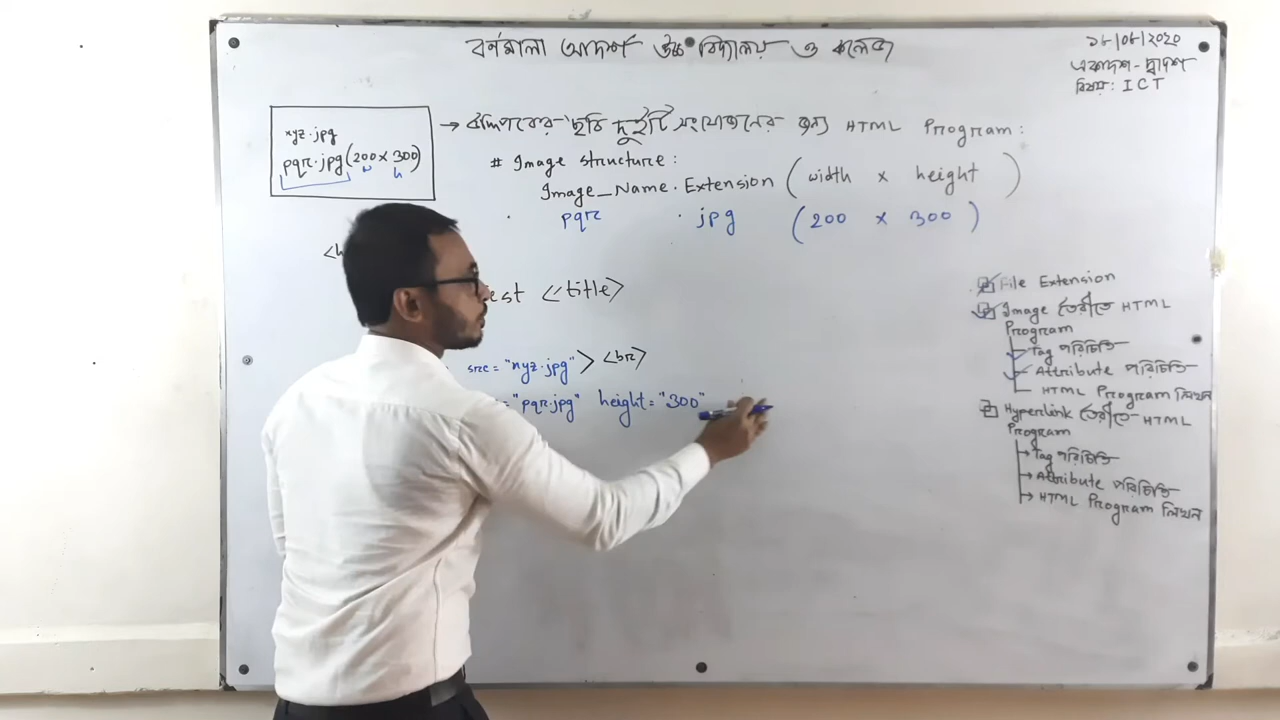 বর্ণমালা আদর্শ উচ্চ বিদ্যালয় ও কলেজ
১৮/০৮/২০২০
একাদশ-দ্বাদশ
বিষয়: ICT
xyz.jpg
pqr.jpg(200x 300)
w h
→ উদ্দীপকের ছবি দুইটি সংযোজনের জন্য HTML Program:
# Image structure:
Image_Name.Extension (width x height)
pqr . jpg (200 x 300)
<h
est <</title>
src="xyz.jpg"> <br>
="pqr.jpg" height="300"
File Extension
Image তৈরীতে HTML
Program
Tag পরিচিতি
Attribute পরিচিতি
HTML Program লিখন
Hyperlink তৈরীতে HTML
Program
→ Tag পরিচিতি
→ Attribute পরিচিতি
→ HTML Program লিখন